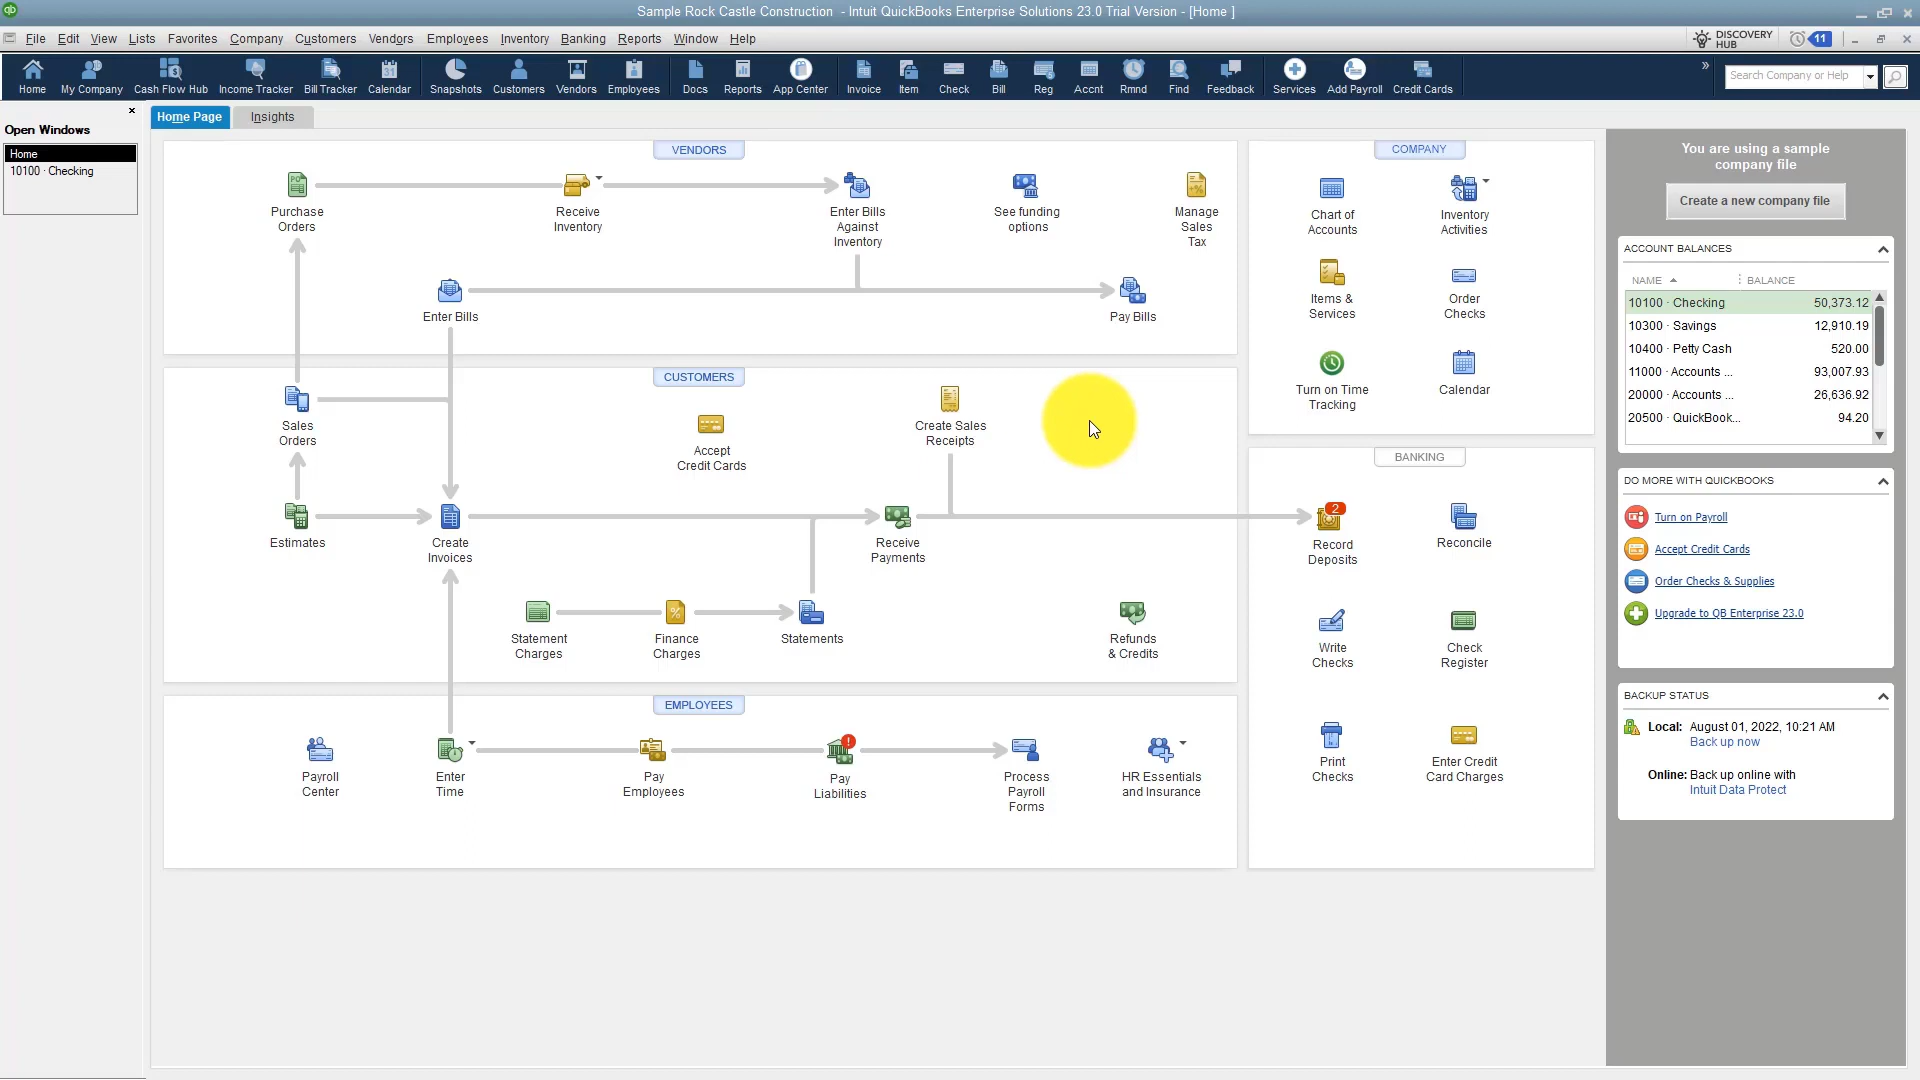 Sample Rock Castle Construction - Intuit QuickBooks Enterprise Solutions 23.0 Trial Version - [Home ]
File Edit View Lists Favorites Company Customers Vendors Employees Inventory Banking Reports Window Help
DISCOVERY HUB 11
Home My Company Cash Flow Hub Income Tracker Bill Tracker Calendar Snapshots Customers Vendors Employees Docs Reports App Center Invoice Item Check Bill Reg Accnt Rmnd Find Feedback Services Add Payroll Credit Cards
Search Company or Help
Open Windows
Home
10100 · Checking
Home Page Insights
VENDORS
Purchase Orders
Receive Inventory
Enter Bills Against Inventory
See funding options
Manage Sales Tax
Enter Bills
Pay Bills
CUSTOMERS
Sales Orders
Accept Credit Cards
Create Sales Receipts
Estimates
Create Invoices
Receive Payments
Statement Charges
Finance Charges
Statements
Refunds & Credits
EMPLOYEES
Payroll Center
Enter Time
Pay Employees
Pay Liabilities
Process Payroll Forms
HR Essentials and Insurance
COMPANY
Chart of Accounts
Inventory Activities
Items & Services
Order Checks
Turn on Time Tracking
Calendar
BANKING
2
Record Deposits
Reconcile
Write Checks
Check Register
Print Checks
Enter Credit Card Charges
You are using a sample company file
Create a new company file
ACCOUNT BALANCES
NAME BALANCE
10100 · Checking 50,373.12
10300 · Savings 12,910.19
10400 · Petty Cash 520.00
11000 · Accounts ... 93,007.93
20000 · Accounts ... 26,636.92
20500 · QuickBook... 94.20
DO MORE WITH QUICKBOOKS
Turn on Payroll
Accept Credit Cards
Order Checks & Supplies
Upgrade to QB Enterprise 23.0
BACKUP STATUS
Local: August 01, 2022, 10:21 AM
Back up now
Online: Back up online with
Intuit Data Protect